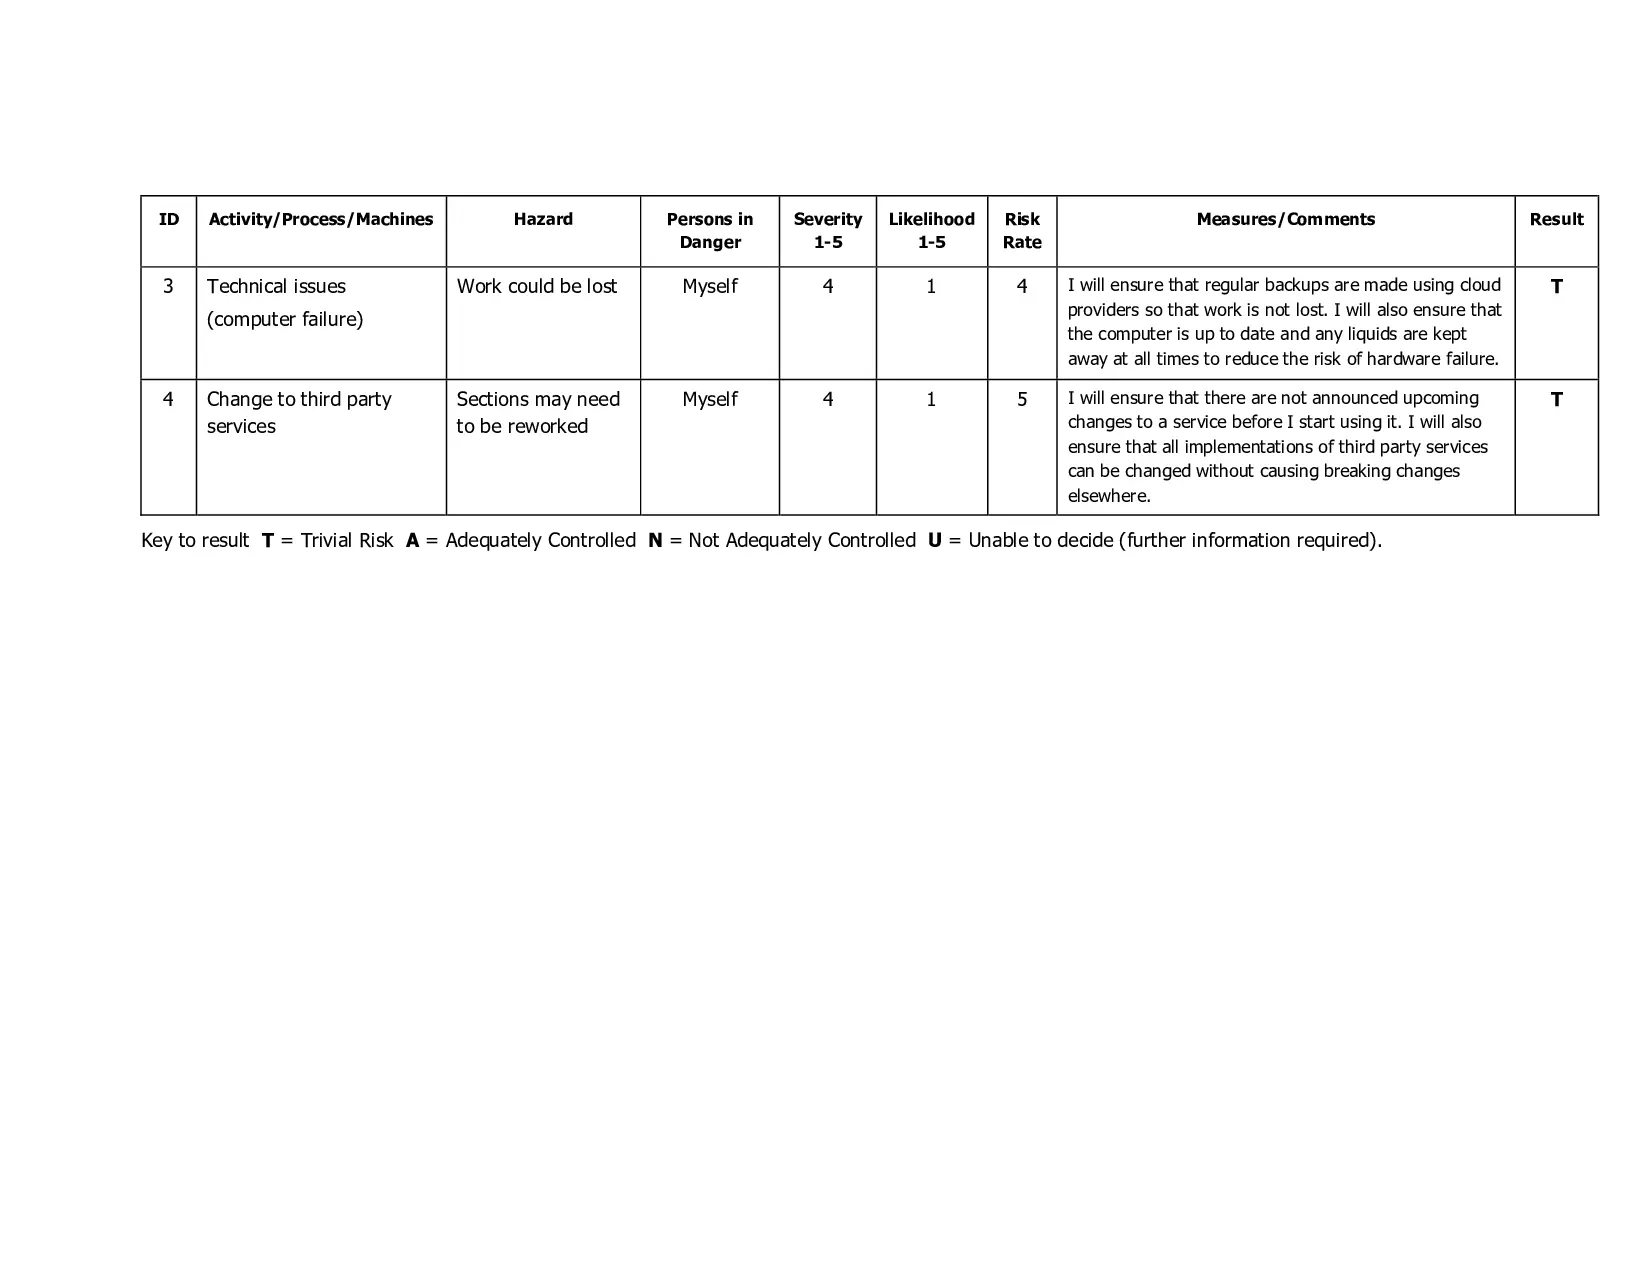 ID Activity/Process/Machines Hazard Persons in Danger Severity 1-5 Likelihood 1-5 Risk Rate Measures/Comments Result
3 Technical issues (computer failure) Work could be lost Myself 4 1 4 I will ensure that regular backups are made using cloud
providers so that work is not lost. I will also ensure that
the computer is up to date and any liquids are kept
away at all times to reduce the risk of hardware failure.
T
4 Change to third party services Sections may need to be reworked Myself 4 1 5 I will ensure that there are not announced upcoming
changes to a service before I start using it. I will also
ensure that all implementations of third party services
can be changed without causing breaking changes
elsewhere.
T
Key to result T = Trivial Risk A = Adequately Controlled N = Not Adequately Controlled U = Unable to decide (further information required).